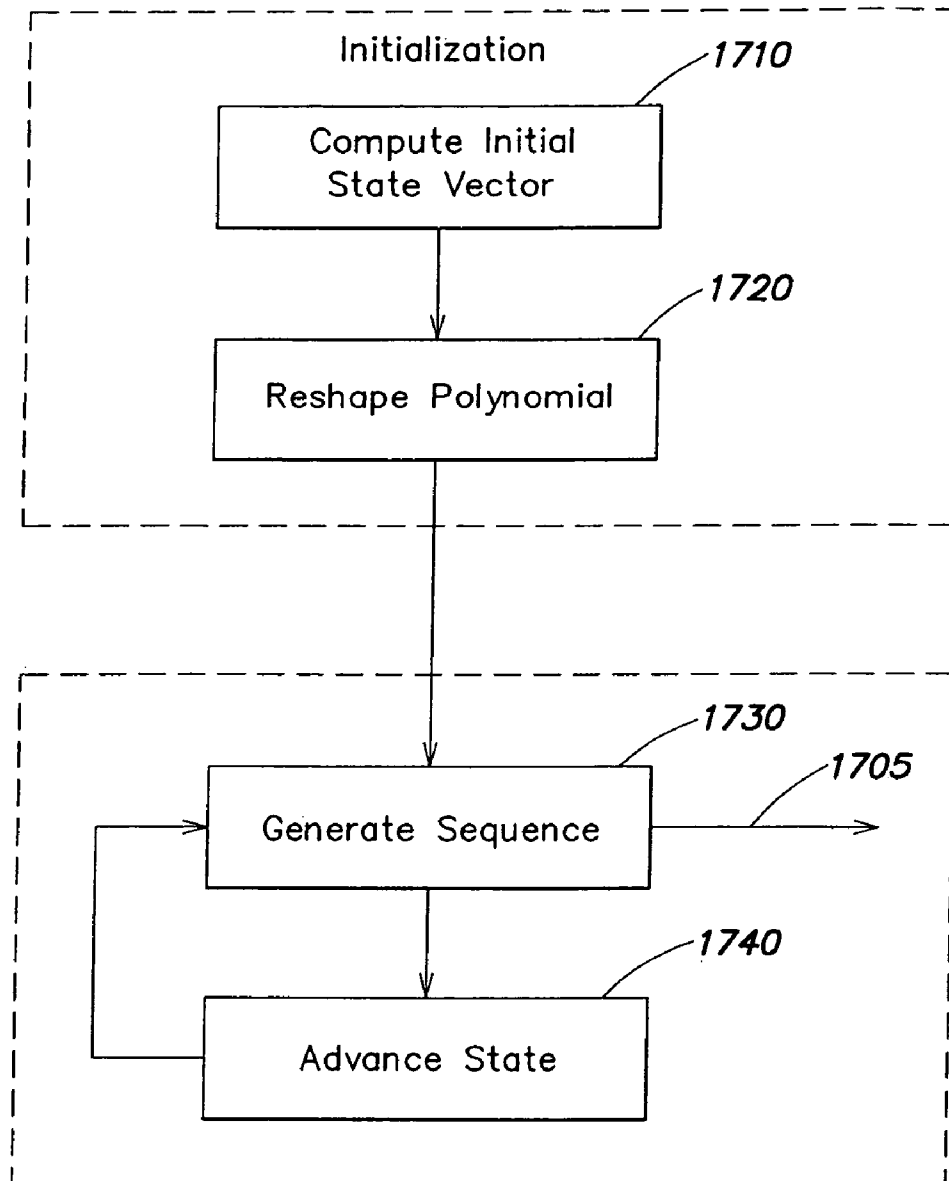 Initialization
1710
Compute Initial
State Vector
1720
Reshape Polynomial
1730
1705
Generate Sequence
1740
Advance State